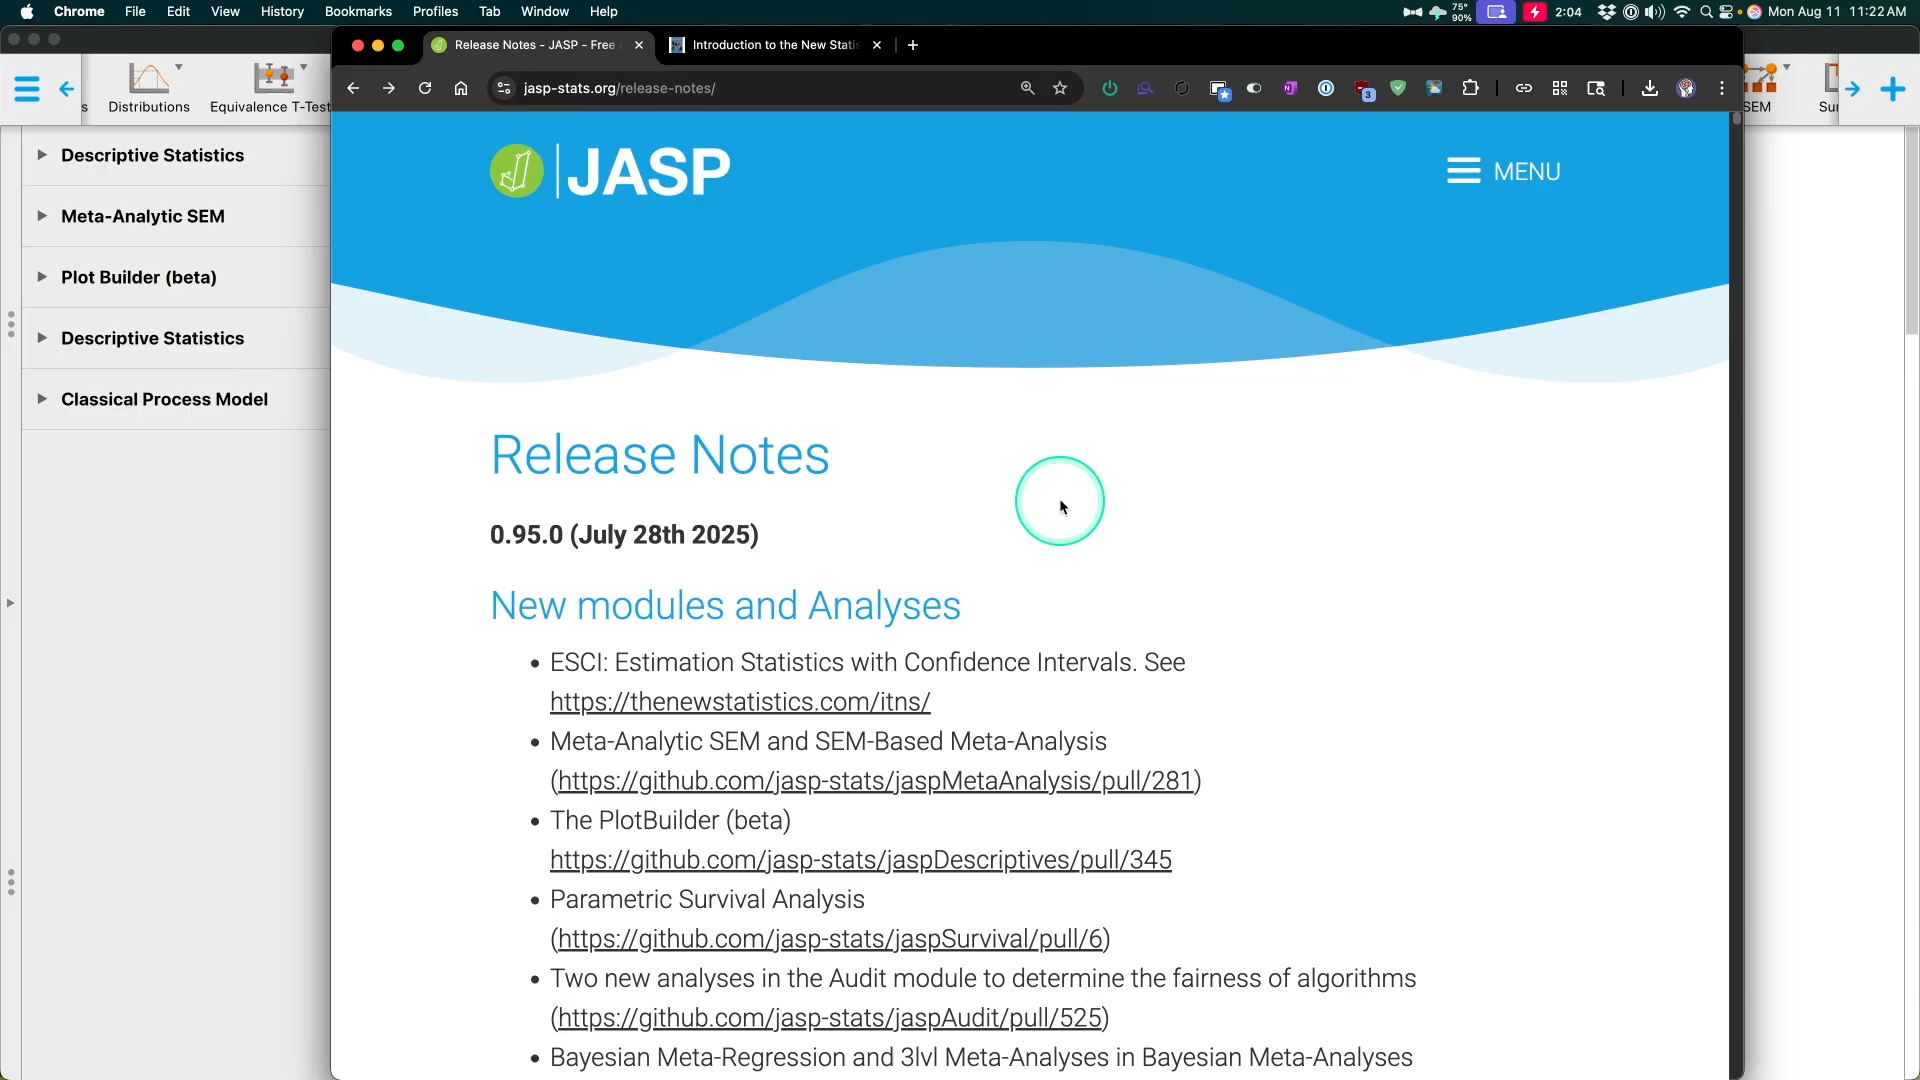 Chrome File Edit View History Bookmarks Profiles Tab Window Help 75° 90% 2:04 Mon Aug 11 11:22 AM
Release Notes - JASP - Free Introduction to the New Stati
jasp-stats.org/release-notes/ 3
s Distributions Equivalence T-Test SEM Su
JASP MENU
Descriptive Statistics
Meta-Analytic SEM
Plot Builder (beta)
Descriptive Statistics
Classical Process Model
Release Notes
0.95.0 (July 28th 2025)
New modules and Analyses
• ESCI: Estimation Statistics with Confidence Intervals. See
https://thenewstatistics.com/itns/
• Meta-Analytic SEM and SEM-Based Meta-Analysis
(https://github.com/jasp-stats/jaspMetaAnalysis/pull/281)
• The PlotBuilder (beta)
https://github.com/jasp-stats/jaspDescriptives/pull/345
• Parametric Survival Analysis
(https://github.com/jasp-stats/jaspSurvival/pull/6)
• Two new analyses in the Audit module to determine the fairness of algorithms
(https://github.com/jasp-stats/jaspAudit/pull/525)
• Bayesian Meta-Regression and 3lvl Meta-Analyses in Bayesian Meta-Analyses